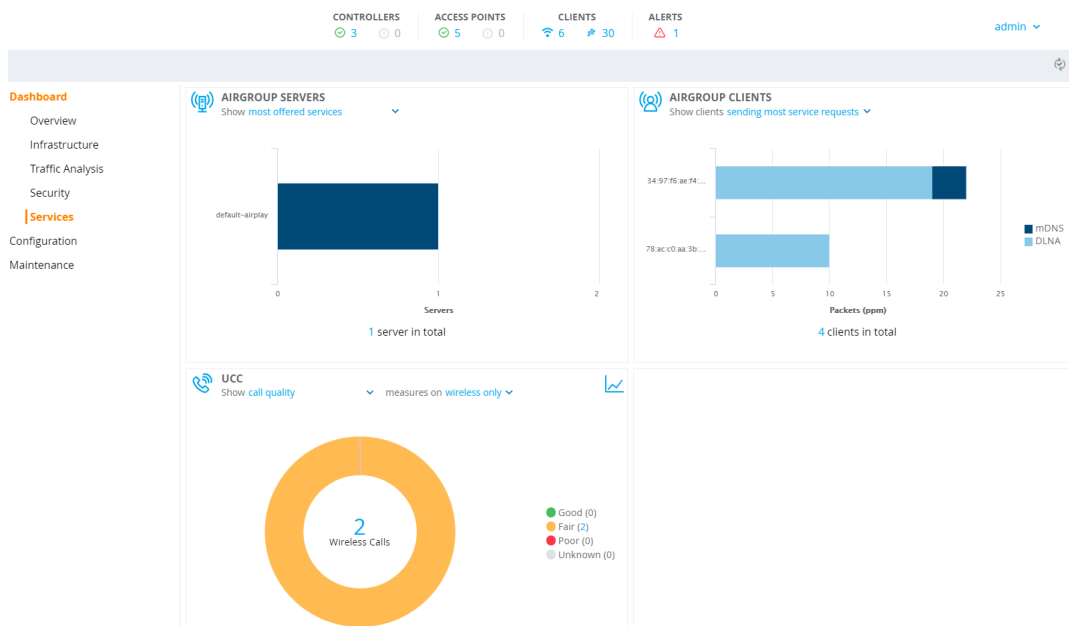 CONTROLLERS ACCESS POINTS CLIENTS ALERTS
3 0 5 0 6 30 1
admin
Dashboard
Overview
Infrastructure
Traffic Analysis
Security
Services
Configuration
Maintenance
AIRGROUP SERVERS
Show most offered services
default-airplay
0 1 2
Servers
1 server in total
AIRGROUP CLIENTS
Show clients sending most service requests
34:97:f6:ae:f4:...
78:ac:c0:aa:3b:...
0 5 10 15 20 25
Packets (ppm)
mDNS
DLNA
4 clients in total
UCC
Show call quality measures on wireless only
2
Wireless Calls
Good (0)
Fair (2)
Poor (0)
Unknown (0)